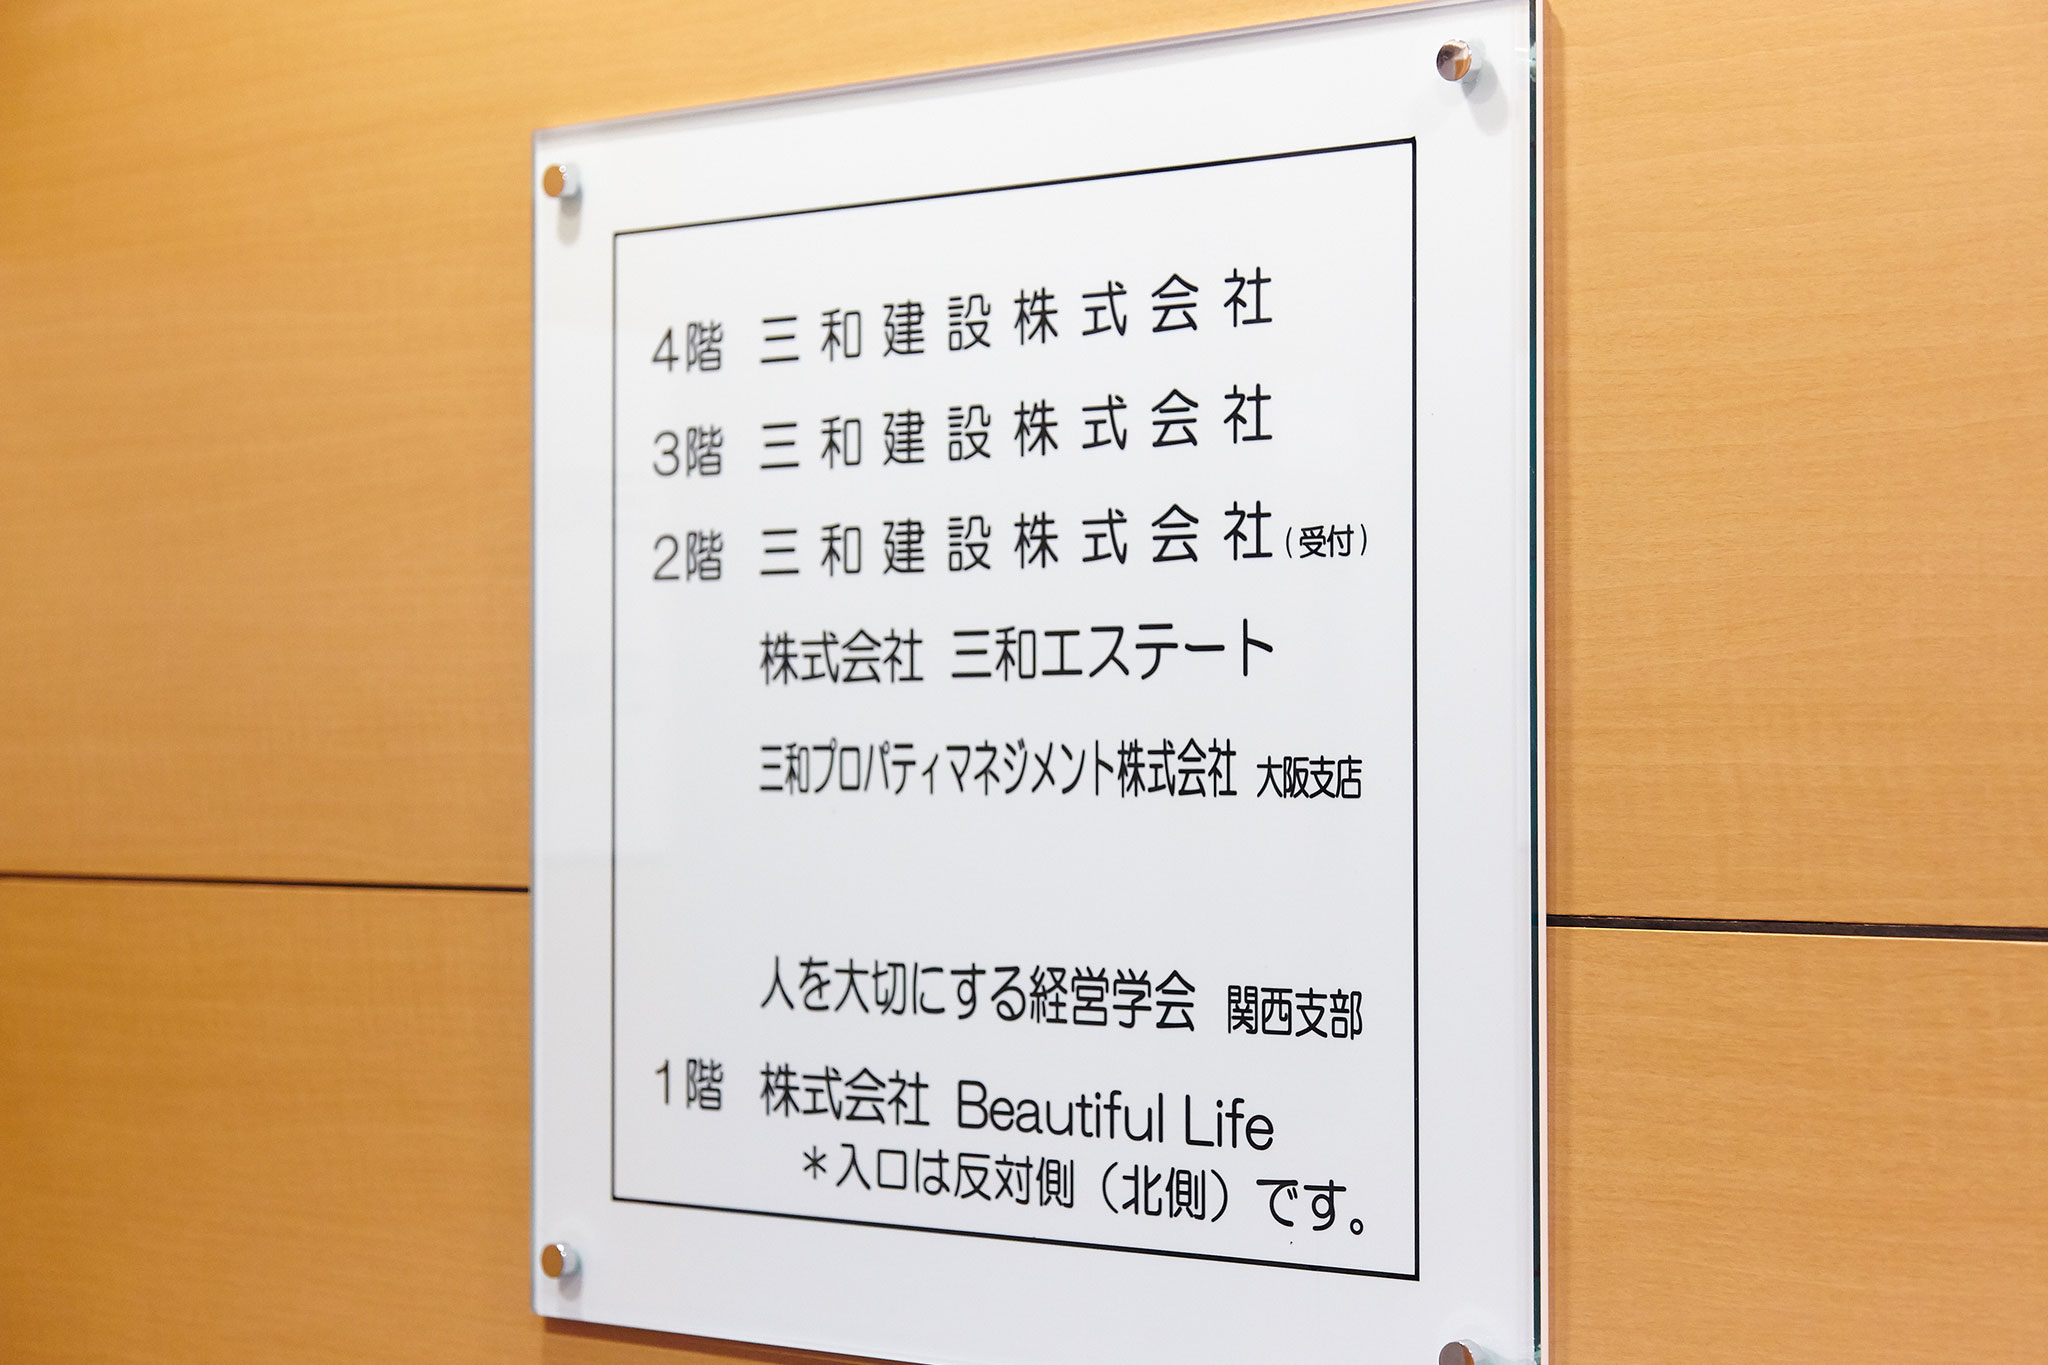 4階 三和建設株式会社
3階 三和建設株式会社
2階 三和建設株式会社(受付)
株式会社 三和エステート
三和プロパティマネジメント株式会社 大阪支店
人を大切にする経営学会 関西支部
1階 株式会社 Beautiful Life
＊入口は反対側（北側）です。